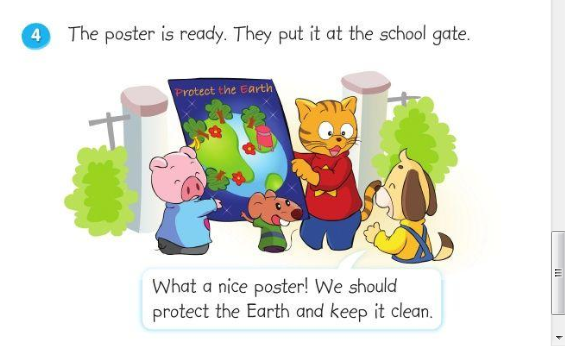 4 The poster is ready. They put it at the school gate.
Protect the Earth
What a nice poster! We should
protect the Earth and keep it clean.